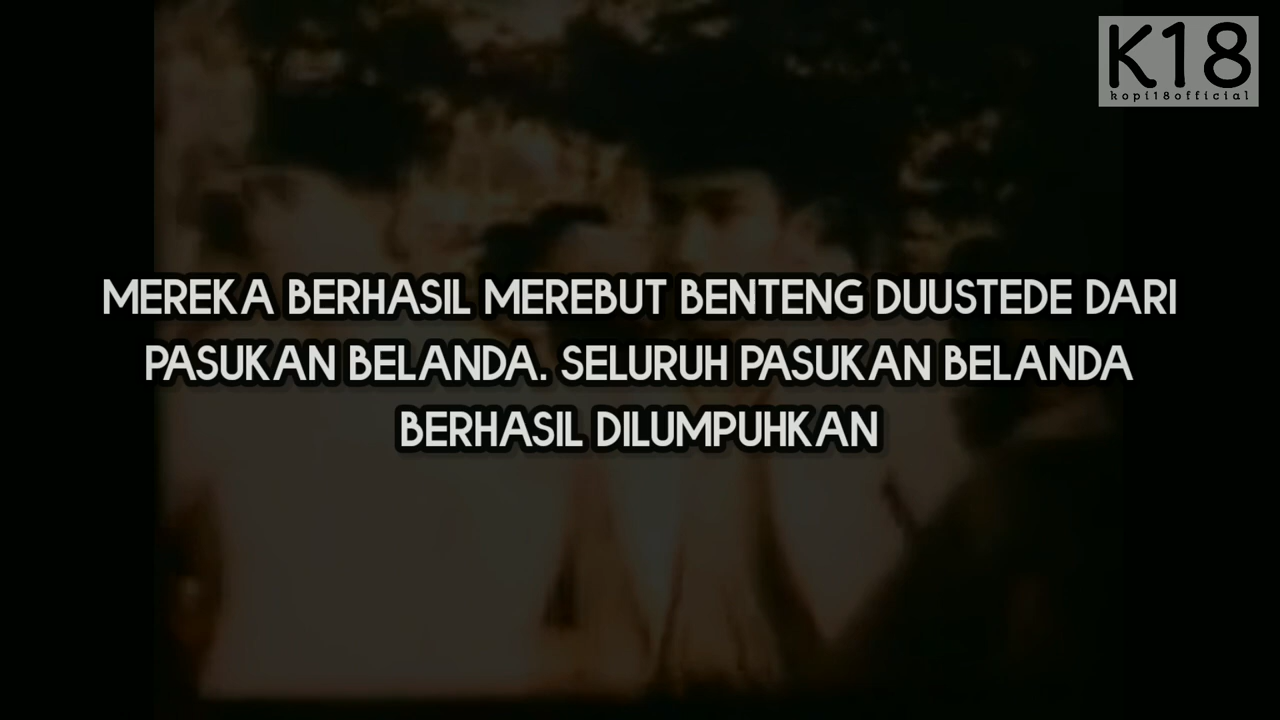 K18
kopi18official
MEREKA BERHASIL MEREBUT BENTENG DUUSTEDE DARI
PASUKAN BELANDA. SELURUH PASUKAN BELANDA
BERHASIL DILUMPUHKAN